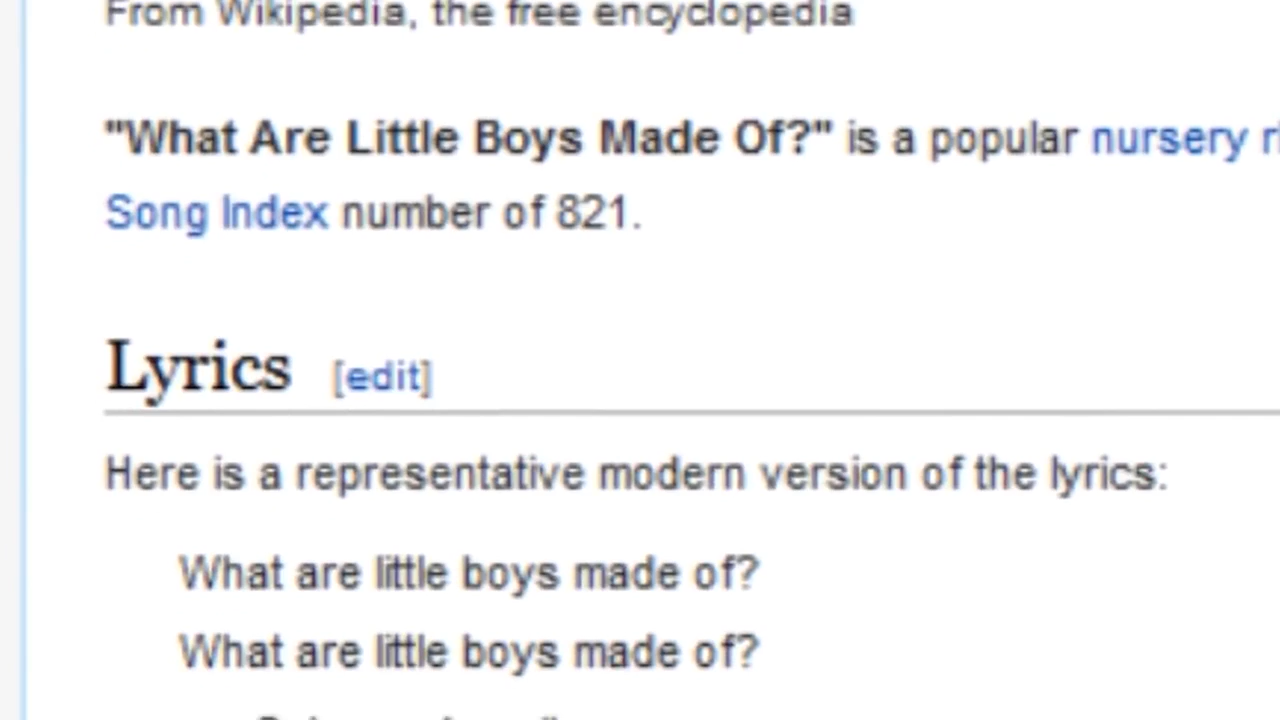 From Wikipedia, the free encyclopedia
"What Are Little Boys Made Of?" is a popular nursery
Song Index number of 821.
Lyrics [edit]
Here is a representative modern version of the lyrics:
What are little boys made of?
What are little boys made of?